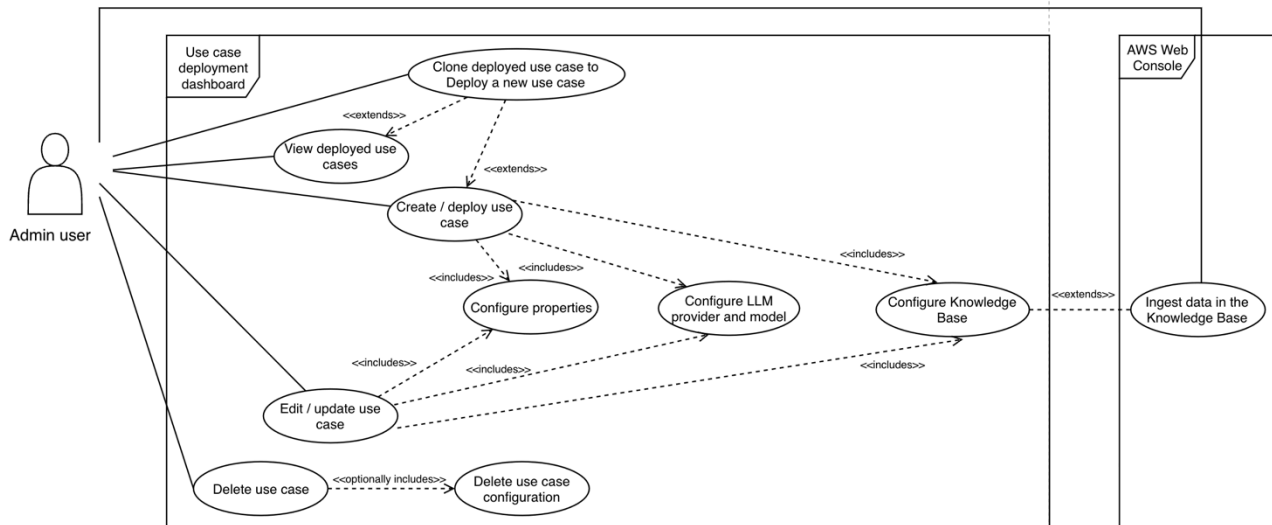 Use case
deployment
dashboard
Clone deployed use case to
Deploy a new use case
AWS Web
Console
<<extends>>
View deployed use
cases
<<extends>>
Admin user
Create / deploy use
case
<<includes>>
<<includes>>
<<includes>>
Configure properties
Configure LLM
provider and model
Configure Knowledge
Base
<<extends>>
Ingest data in the
Knowledge Base
<<includes>>
<<includes>>
<<includes>>
Edit / update use
case
Delete use case
<<optionally includes>>
Delete use case
configuration